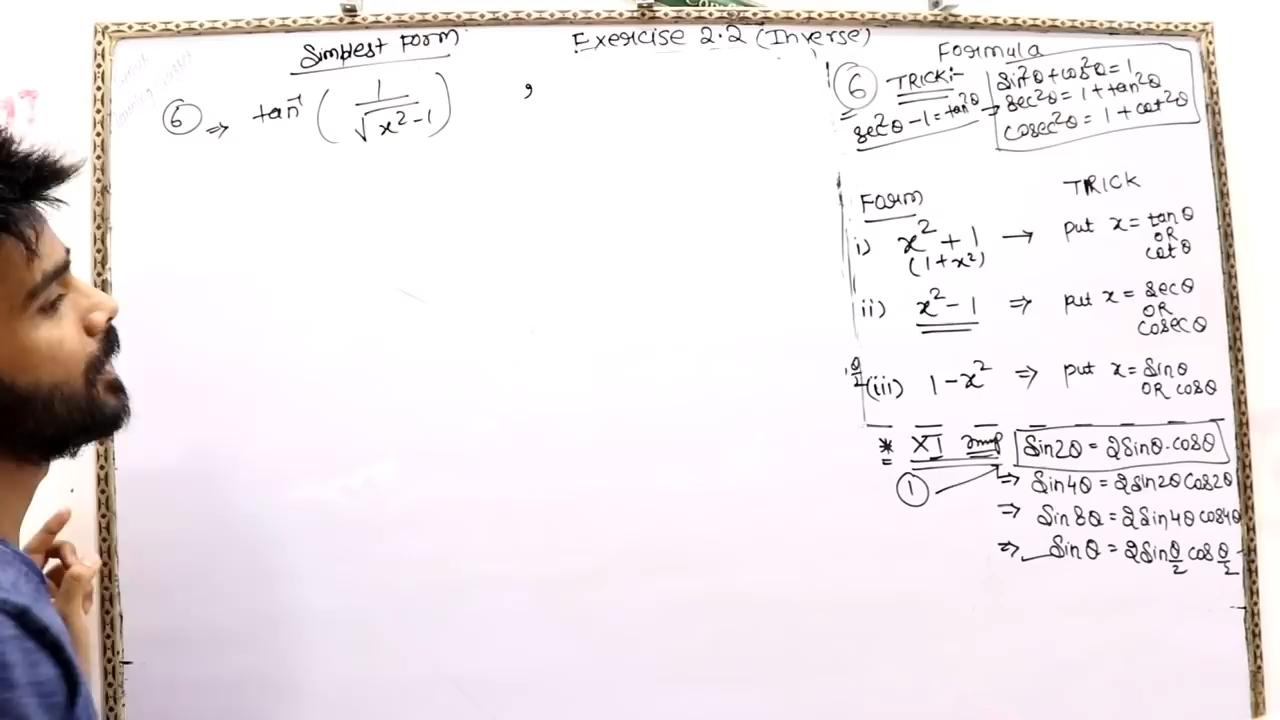 Simplest Form
Exercise 2.2 (Inverse)
⑥ ⇒ tan⁻¹ ( 1 / √x²-1 ) ,
Formula
⑥ TRICK:-
sec²θ - 1 = tan²θ →
sin²θ + cos²θ = 1
sec²θ = 1 + tan²θ
cosec²θ = 1 + cot²θ
Form TRICK
i) x² + 1 → put x = tanθ
(1+x²) OR
cotθ
ii) x² - 1 ⇒ put x = secθ
OR
cosecθ
(iii) 1-x² ⇒ put x = sinθ
OR cosθ
* XI imp Sin2θ = 2Sinθ.cosθ
① ⇒ Sin4θ = 2Sin2θ cos2θ
⇒ Sin8θ = 2Sin4θ cos4θ
⇒ Sinθ = 2Sin θ/2 cos θ/2